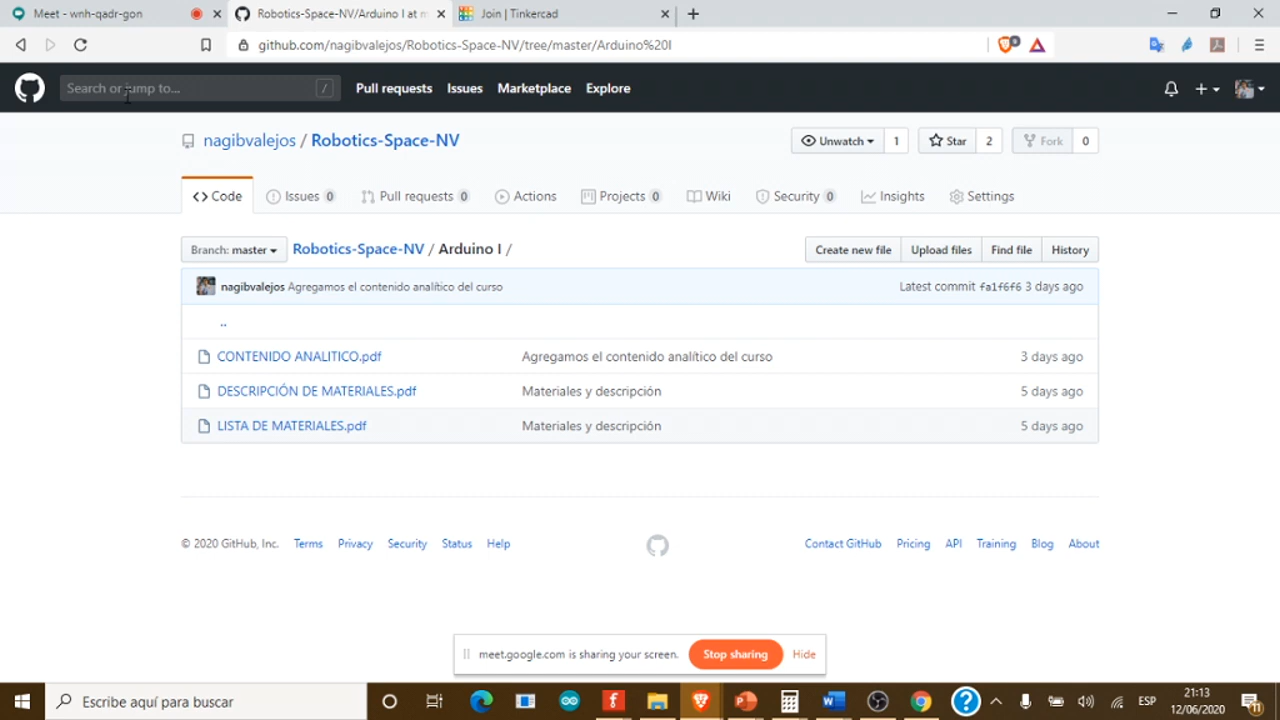 Meet - wnh-qadr-gon
Robotics-Space-NV/Arduino I at m
Join | Tinkercad
github.com/nagibvalejos/Robotics-Space-NV/tree/master/Arduino%20I
Search or jump to... /
Pull requests Issues Marketplace Explore
nagibvalejos / Robotics-Space-NV
Unwatch 1 Star 2 Fork 0
Code Issues 0 Pull requests 0 Actions Projects 0 Wiki Security 0 Insights Settings
Branch: master Robotics-Space-NV / Arduino I /
Create new file Upload files Find file History
nagibvalejos Agregamos el contenido analítico del curso Latest commit fa1f6f6 3 days ago
..
CONTENIDO ANALITICO.pdf Agregamos el contenido analítico del curso 3 days ago
DESCRIPCIÓN DE MATERIALES.pdf Materiales y descripción 5 days ago
LISTA DE MATERIALES.pdf Materiales y descripción 5 days ago
© 2020 GitHub, Inc. Terms Privacy Security Status Help Contact GitHub Pricing API Training Blog About
meet.google.com is sharing your screen. Stop sharing Hide
Escribe aquí para buscar
ESP
21:13
12/06/2020